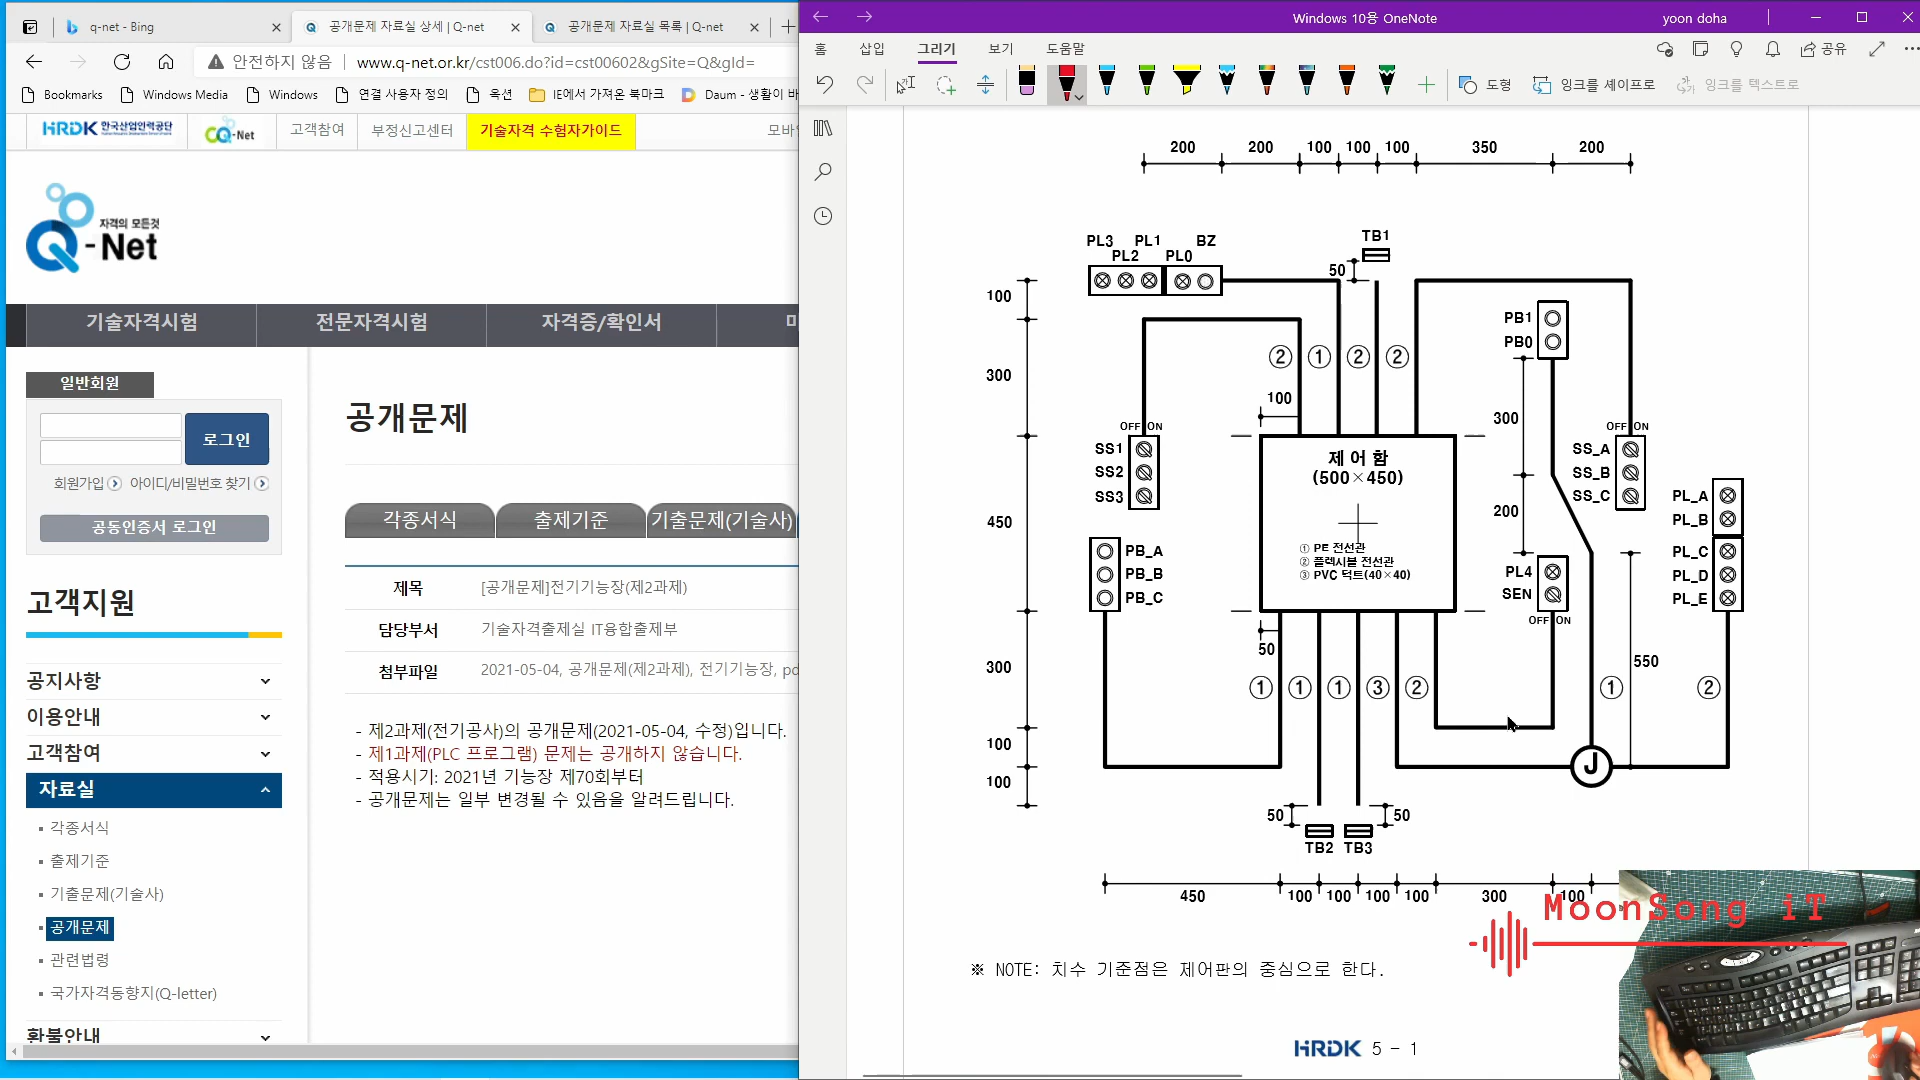 q-net - Bing
공개문제 자료실 상세 | Q-net
공개문제 자료실 목록 | Q-net
안전하지 않음
www.q-net.or.kr/cst006.do?id=cst00602&gSite=Q&gId=
Bookmarks
Windows Media
Windows
연결 사용자 정의
옥션
IE에서 가져온 북마크
Daum - 생활이 바
HRDK 한국산업인력공단
Q-Net
고객참여
부정신고센터
기술자격 수험자가이드
모바일
자격의 모든것
Q-Net
기술자격시험
전문자격시험
자격증/확인서
마
일반회원
로그인
회원가입
아이디/비밀번호 찾기
공동인증서 로그인
고객지원
공지사항
이용안내
고객참여
자료실
각종서식
출제기준
기출문제(기술사)
공개문제
관련법령
국가자격동향지(Q-letter)
환불안내
공개문제
각종서식
출제기준
기출문제(기술사)
제목
[공개문제]전기기능장(제2과제)
담당부서
기술자격출제실 IT융합출제부
첨부파일
2021-05-04, 공개문제(제2과제), 전기기능장, pd
- 제2과제(전기공사)의 공개문제(2021-05-04, 수정)입니다.
- 제1과제(PLC 프로그램) 문제는 공개하지 않습니다.
- 적용시기: 2021년 기능장 제70회부터
- 공개문제는 일부 변경될 수 있음을 알려드립니다.
Windows 10용 OneNote
yoon doha
홈
삽입
그리기
보기
도움말
공유
도형
잉크를 셰이프로
잉크를 텍스트로
200 200 100 100 100 350 200
PL3 PL1 BZ
PL2 PL0
TB1
50
100
300
450
300
100
100
PB1
PB0
② ① ② ②
100
300
200
OFF ON
SS1
SS2
SS3
제 어 함
(500×450)
① PE 전선관
② 플렉시블 전선관
③ PVC 덕트(40×40)
OFF ON
SS_A
SS_B
SS_C
PL_A
PL_B
PL_C
PL_D
PL_E
PB_A
PB_B
PB_C
PL4
SEN
OFF ON
50
550
① ① ① ③ ② ① ②
J
50
50
TB2 TB3
450 100 100 100 100 300 100
※ NOTE: 치수 기준점은 제어판의 중심으로 한다.
HRDK 5 - 1
MoonSong iT